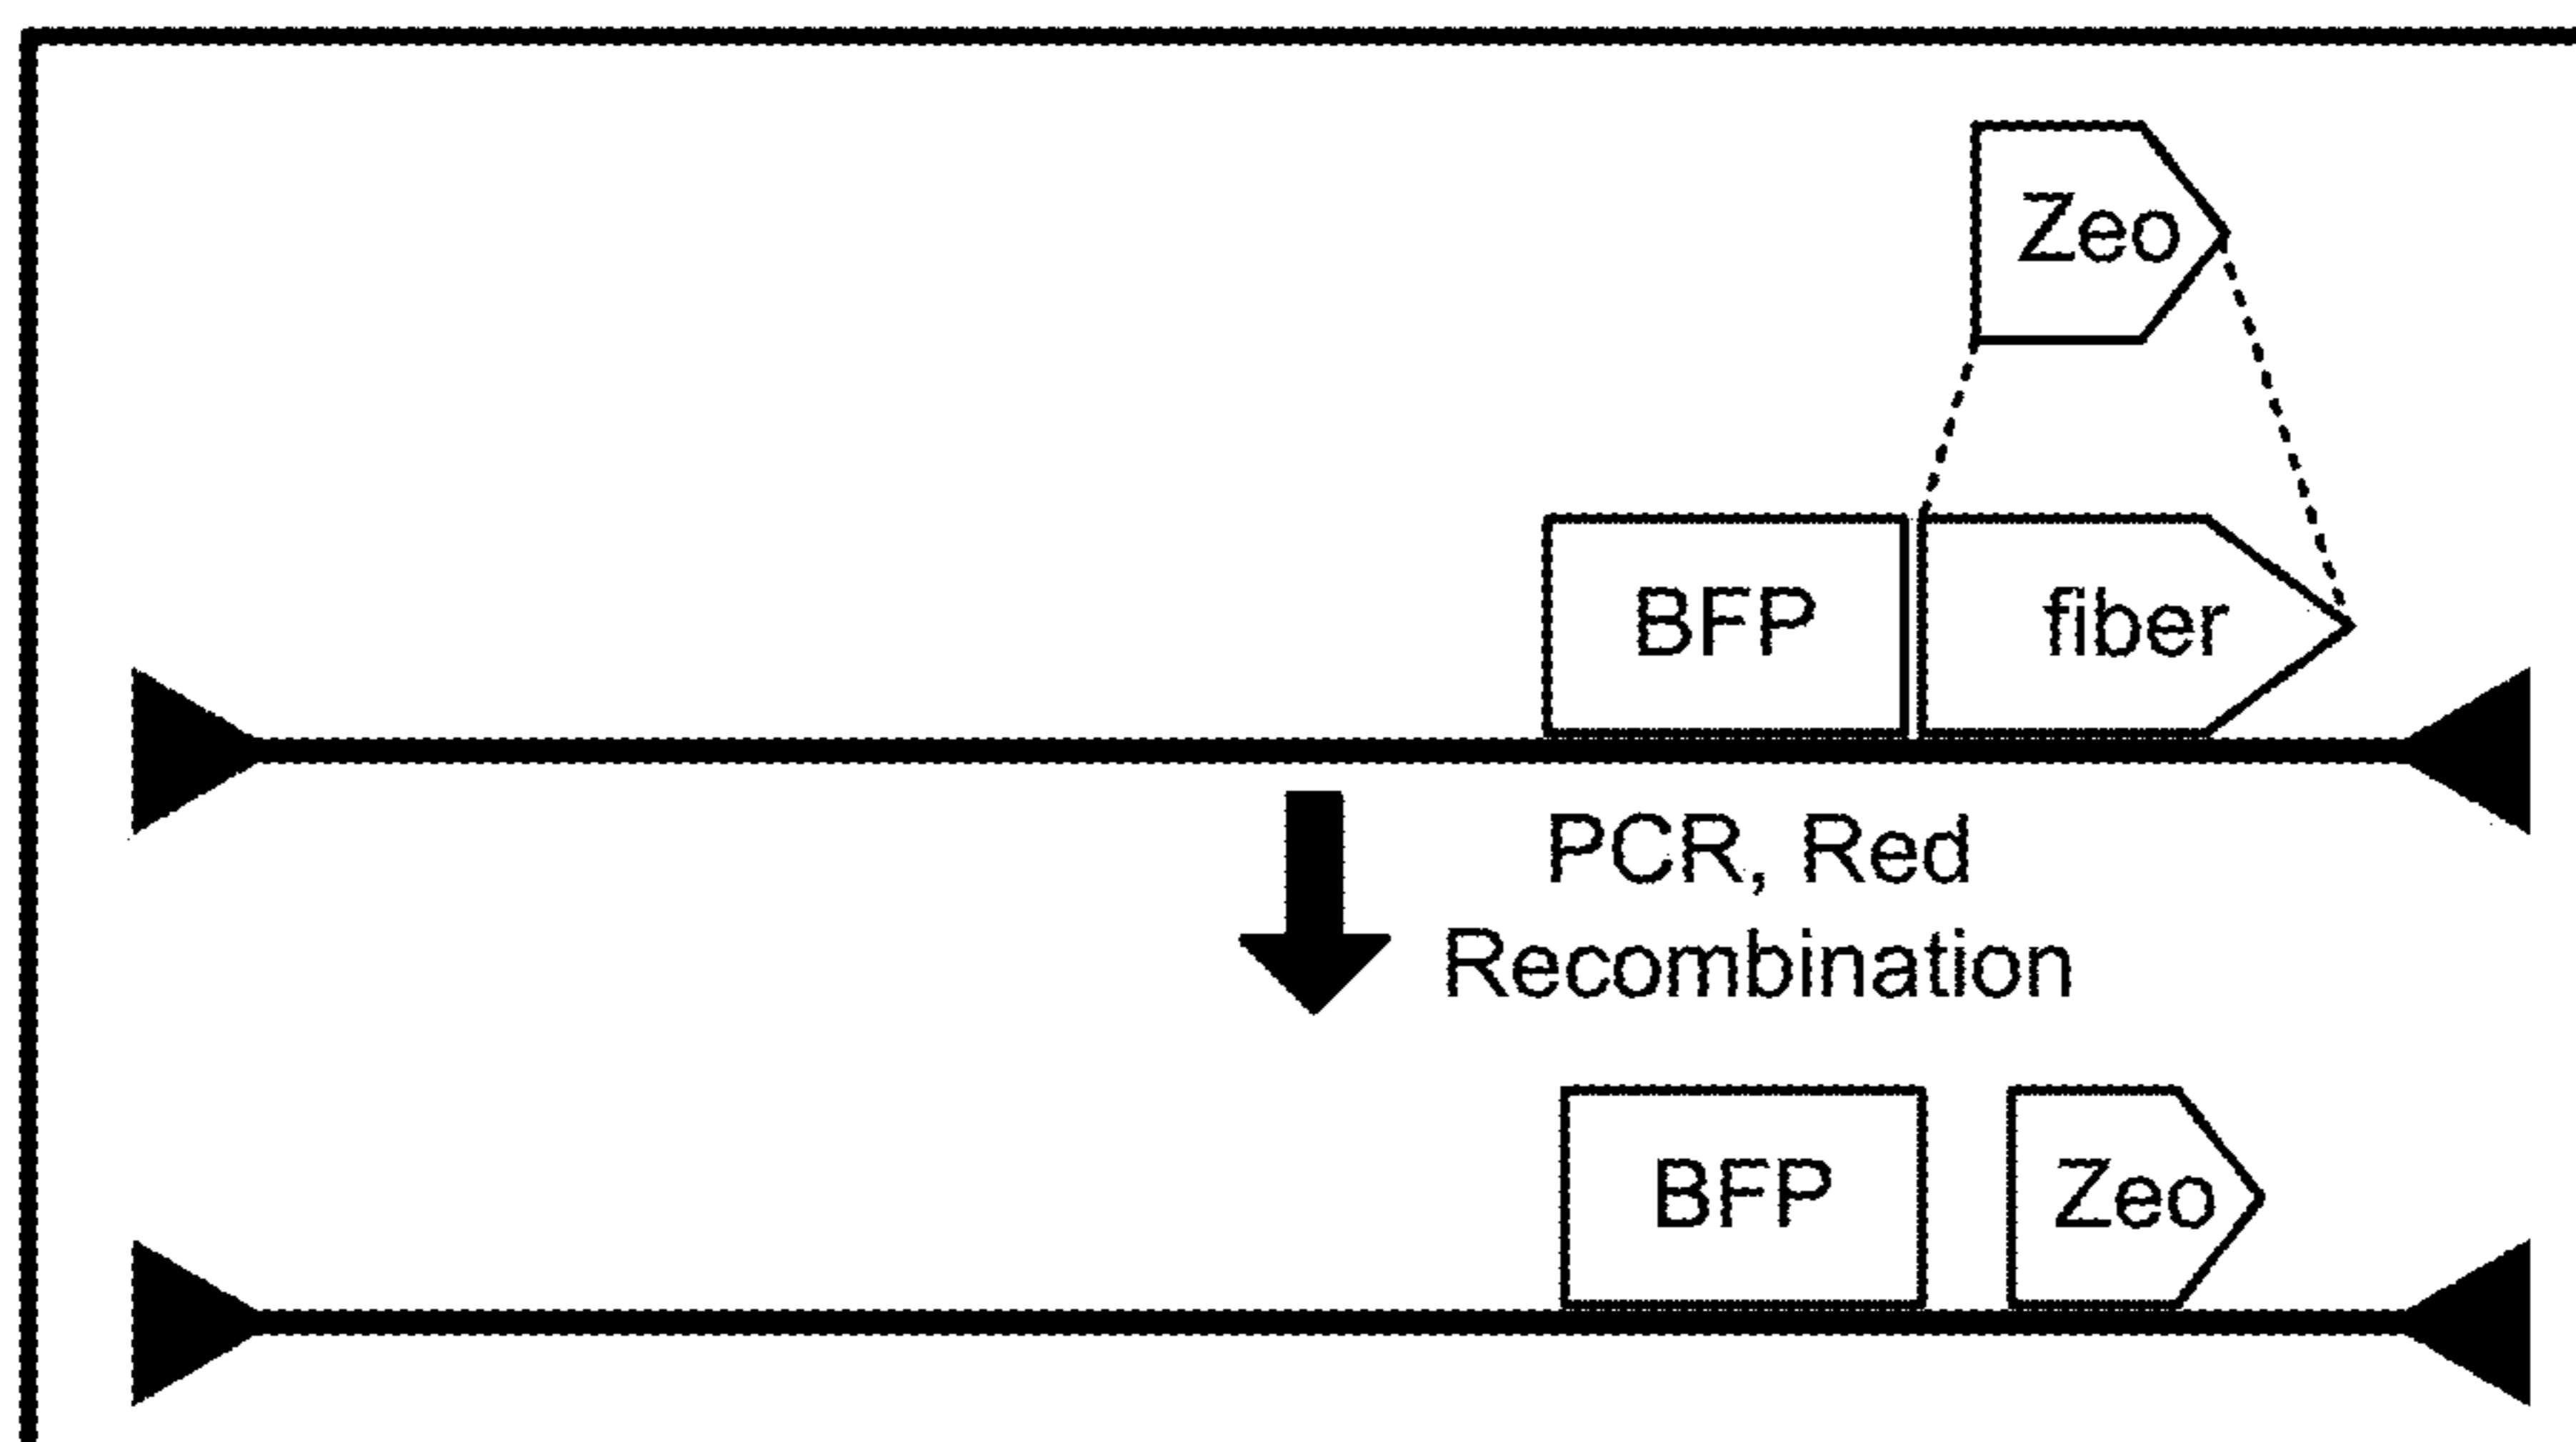 Zeo
BFP fiber
PCR, Red
Recombination
BFP Zeo